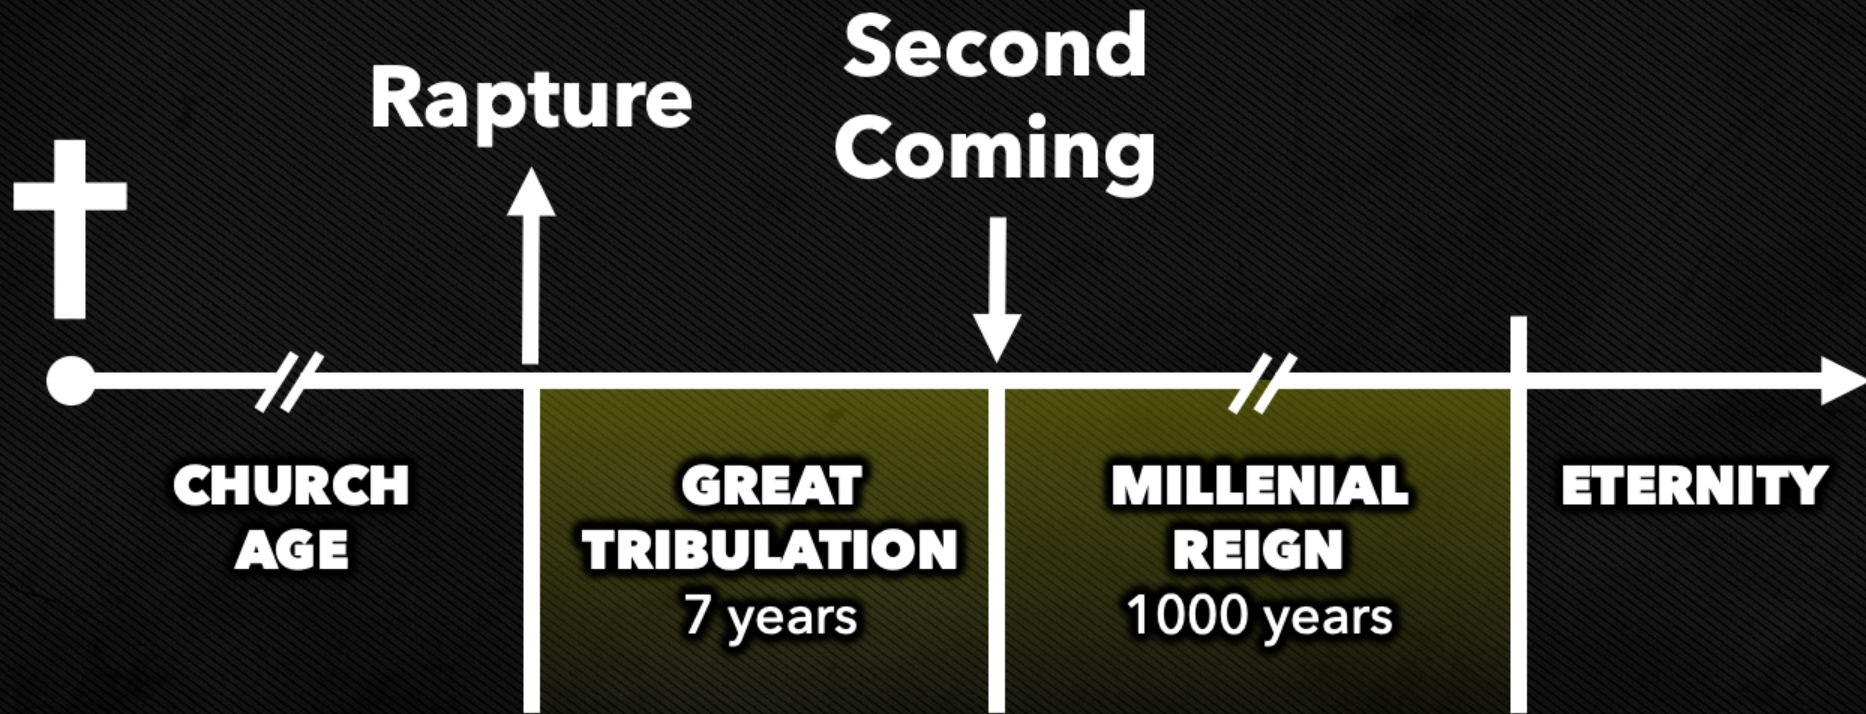 Rapture
Second
Coming
CHURCH
AGE
GREAT
TRIBULATION
7 years
MILLENIAL
REIGN
1000 years
ETERNITY